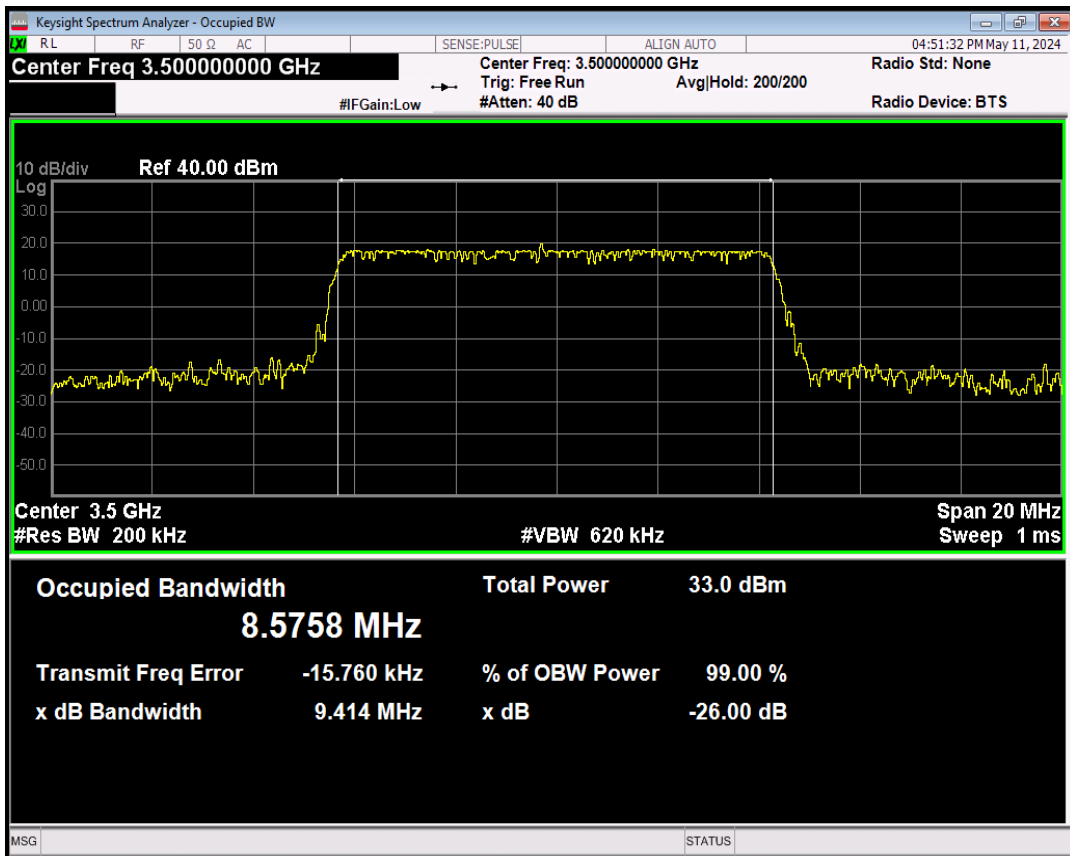 Keysight Spectrum Analyzer - Occupied BW
LXI RL RF 50 Ω AC SENSE:PULSE ALIGN AUTO 04:51:32 PM May 11, 2024
Center Freq 3.500000000 GHz Center Freq: 3.500000000 GHz Radio Std: None
Trig: Free Run Avg|Hold: 200/200
#IFGain:Low #Atten: 40 dB Radio Device: BTS
10 dB/div Ref 40.00 dBm
Log
30.0
20.0
10.0
0.00
-10.0
-20.0
-30.0
-40.0
-50.0
Center 3.5 GHz Span 20 MHz
#Res BW 200 kHz #VBW 620 kHz Sweep 1 ms
Occupied Bandwidth Total Power 33.0 dBm
8.5758 MHz
Transmit Freq Error -15.760 kHz % of OBW Power 99.00 %
x dB Bandwidth 9.414 MHz x dB -26.00 dB
MSG STATUS